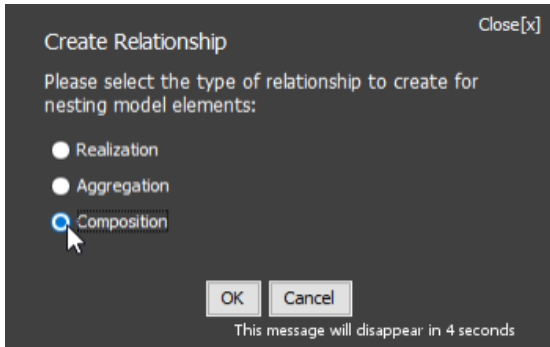 Close[x]
Create Relationship
Please select the type of relationship to create for
nesting model elements:
Realization
Aggregation
Composition
OK
Cancel
This message will disappear in 4 seconds